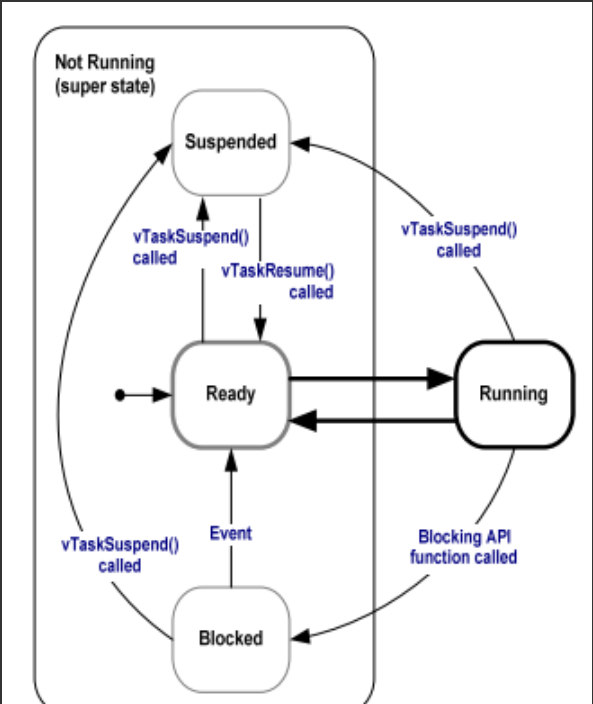 Not Running
(super state)
Suspended
vTaskSuspend()
called
vTaskSuspend()
called
vTaskResume()
called
Ready
Running
Event
vTaskSuspend()
called
Blocking API
function called
Blocked